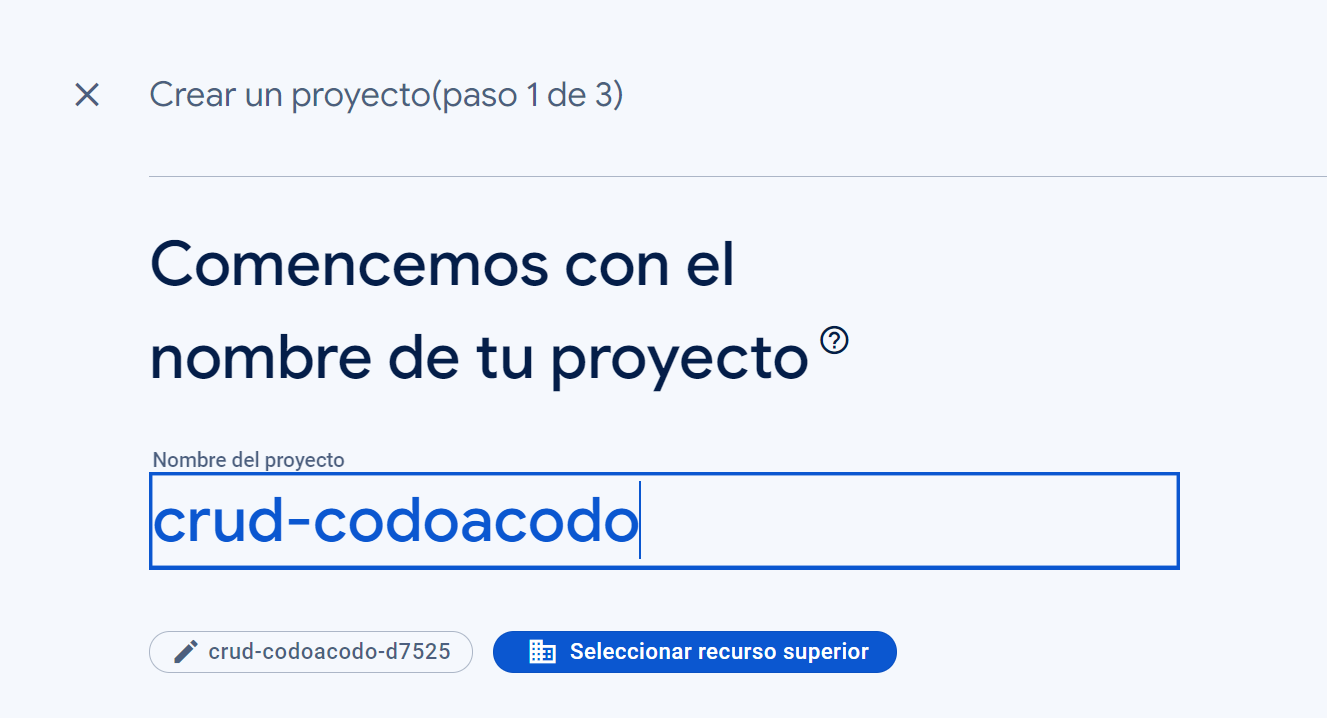 Crear un proyecto(paso 1 de 3)
Comencemos con el
nombre de tu proyecto
Nombre del proyecto
crud-codoacodo
crud-codoacodo-d7525
Seleccionar recurso superior